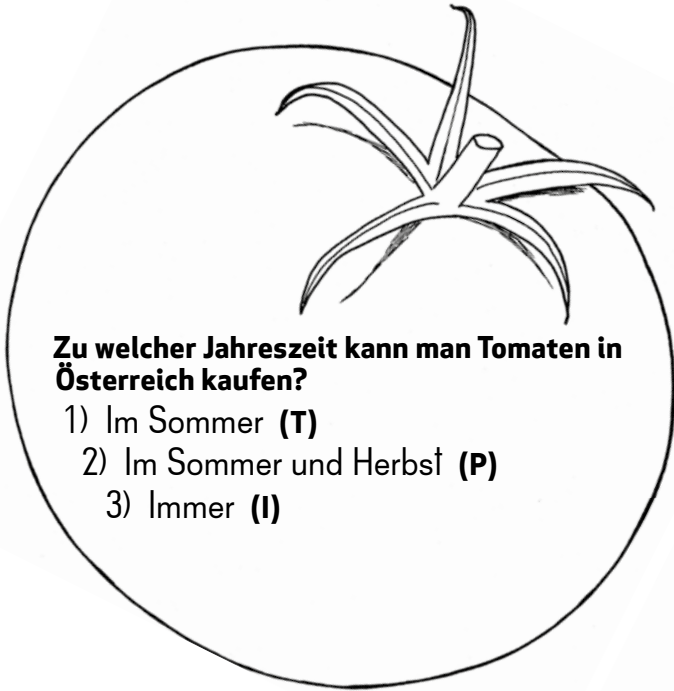 Zu welcher Jahreszeit kann man Tomaten in
Österreich kaufen?
1) Im Sommer (T)
2) Im Sommer und Herbst (P)
3) Immer (I)